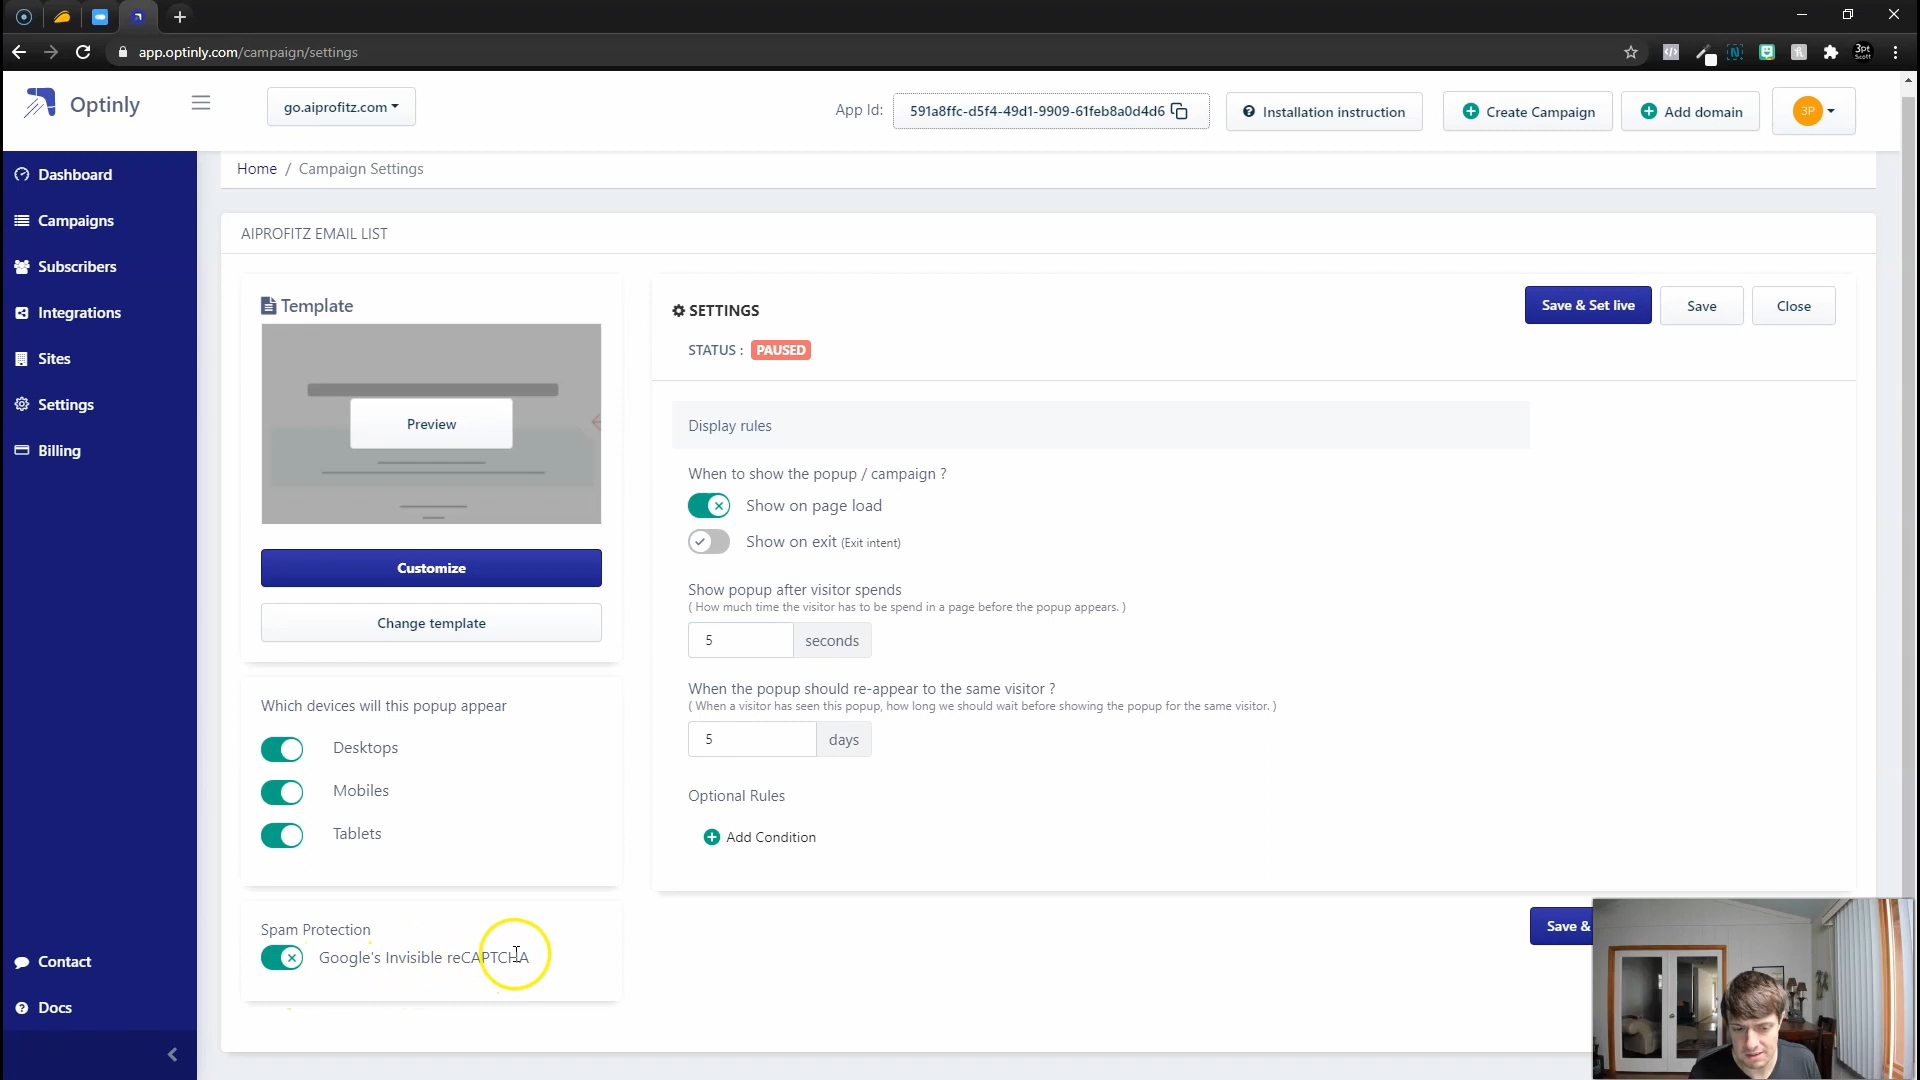 app.optinly.com/campaign/settings
3pt
Scott
Optinly
go.aiprofitz.com
App Id:
591a8ffc-d5f4-49d1-9909-61feb8a0d4d6
Installation instruction
Create Campaign
Add domain
3P
Dashboard
Campaigns
Subscribers
Integrations
Sites
Settings
Billing
Contact
Docs
Home / Campaign Settings
AIPROFITZ EMAIL LIST
Template
Preview
Customize
Change template
Which devices will this popup appear
Desktops
Mobiles
Tablets
Spam Protection
Google's Invisible reCAPTCHA
SETTINGS
Save & Set live
Save
Close
STATUS : PAUSED
Display rules
When to show the popup / campaign ?
Show on page load
Show on exit (Exit intent)
Show popup after visitor spends
( How much time the visitor has to be spend in a page before the popup appears. )
5 seconds
When the popup should re-appear to the same visitor ?
( When a visitor has seen this popup, how long we should wait before showing the popup for the same visitor. )
5 days
Optional Rules
Add Condition
Save &